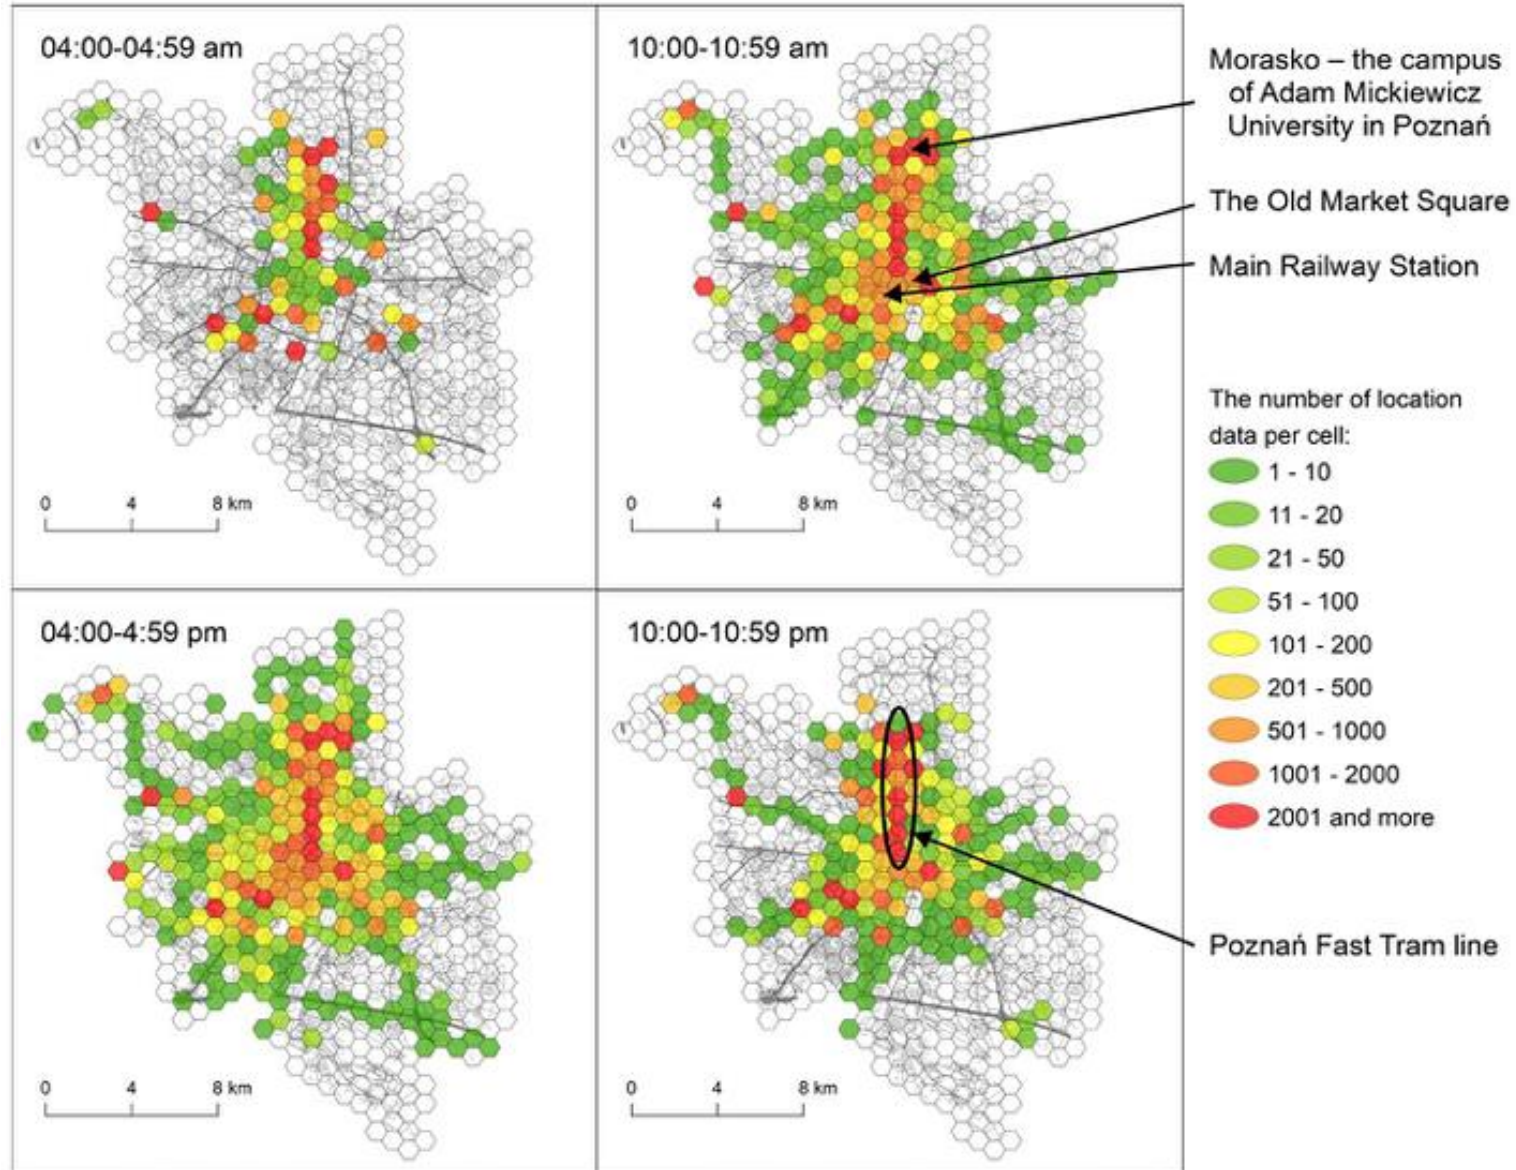 04:00-04:59 am
10:00-10:59 am
Morasko – the campus
of Adam Mickiewicz
University in Poznań
The Old Market Square
Main Railway Station
0 4 8 km
0 4 8 km
The number of location
data per cell:
1 - 10
11 - 20
21 - 50
51 - 100
101 - 200
201 - 500
501 - 1000
1001 - 2000
2001 and more
04:00-4:59 pm
10:00-10:59 pm
Poznań Fast Tram line
0 4 8 km
0 4 8 km